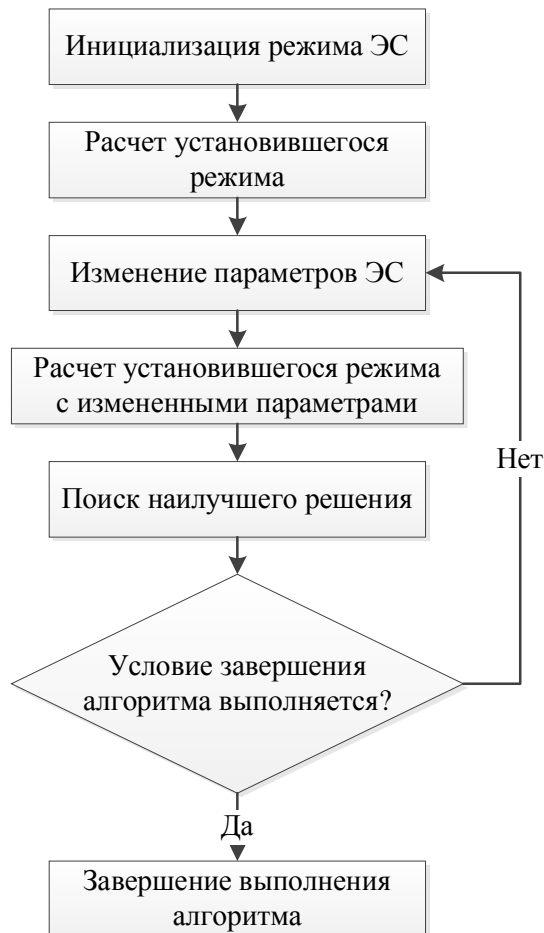 Инициализация режима ЭС
Расчет установившегося
режима
Изменение параметров ЭС
Расчет установившегося режима
с измененными параметрами
Нет
Поиск наилучшего решения
Условие завершения
алгоритма выполняется?
Да
Завершение выполнения
алгоритма